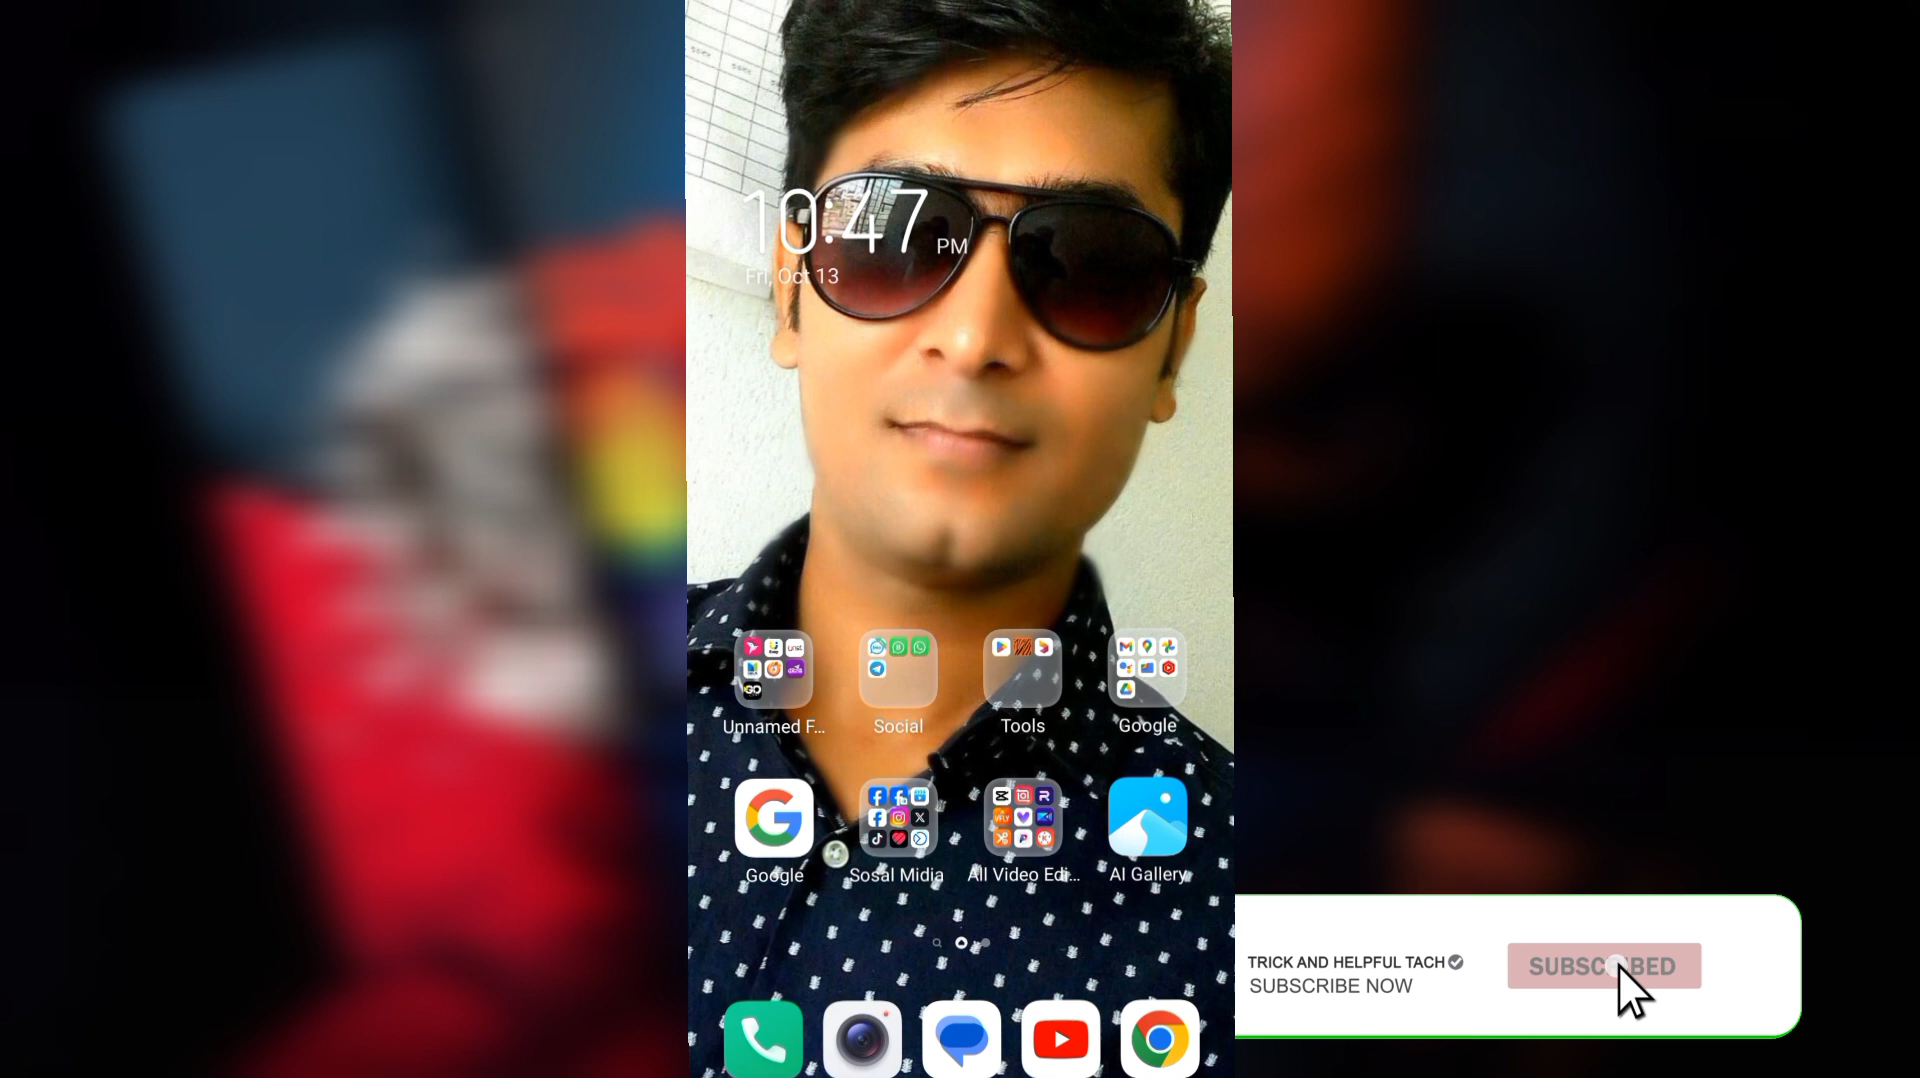 10:47 PM
Fri, Oct 13
Unnamed F...
Social
Tools
Google
Google
Sosal Midia
All Video Edi...
AI Gallery
TRICK AND HELPFUL TACH
SUBSCRIBE NOW
SUBSCRIBED